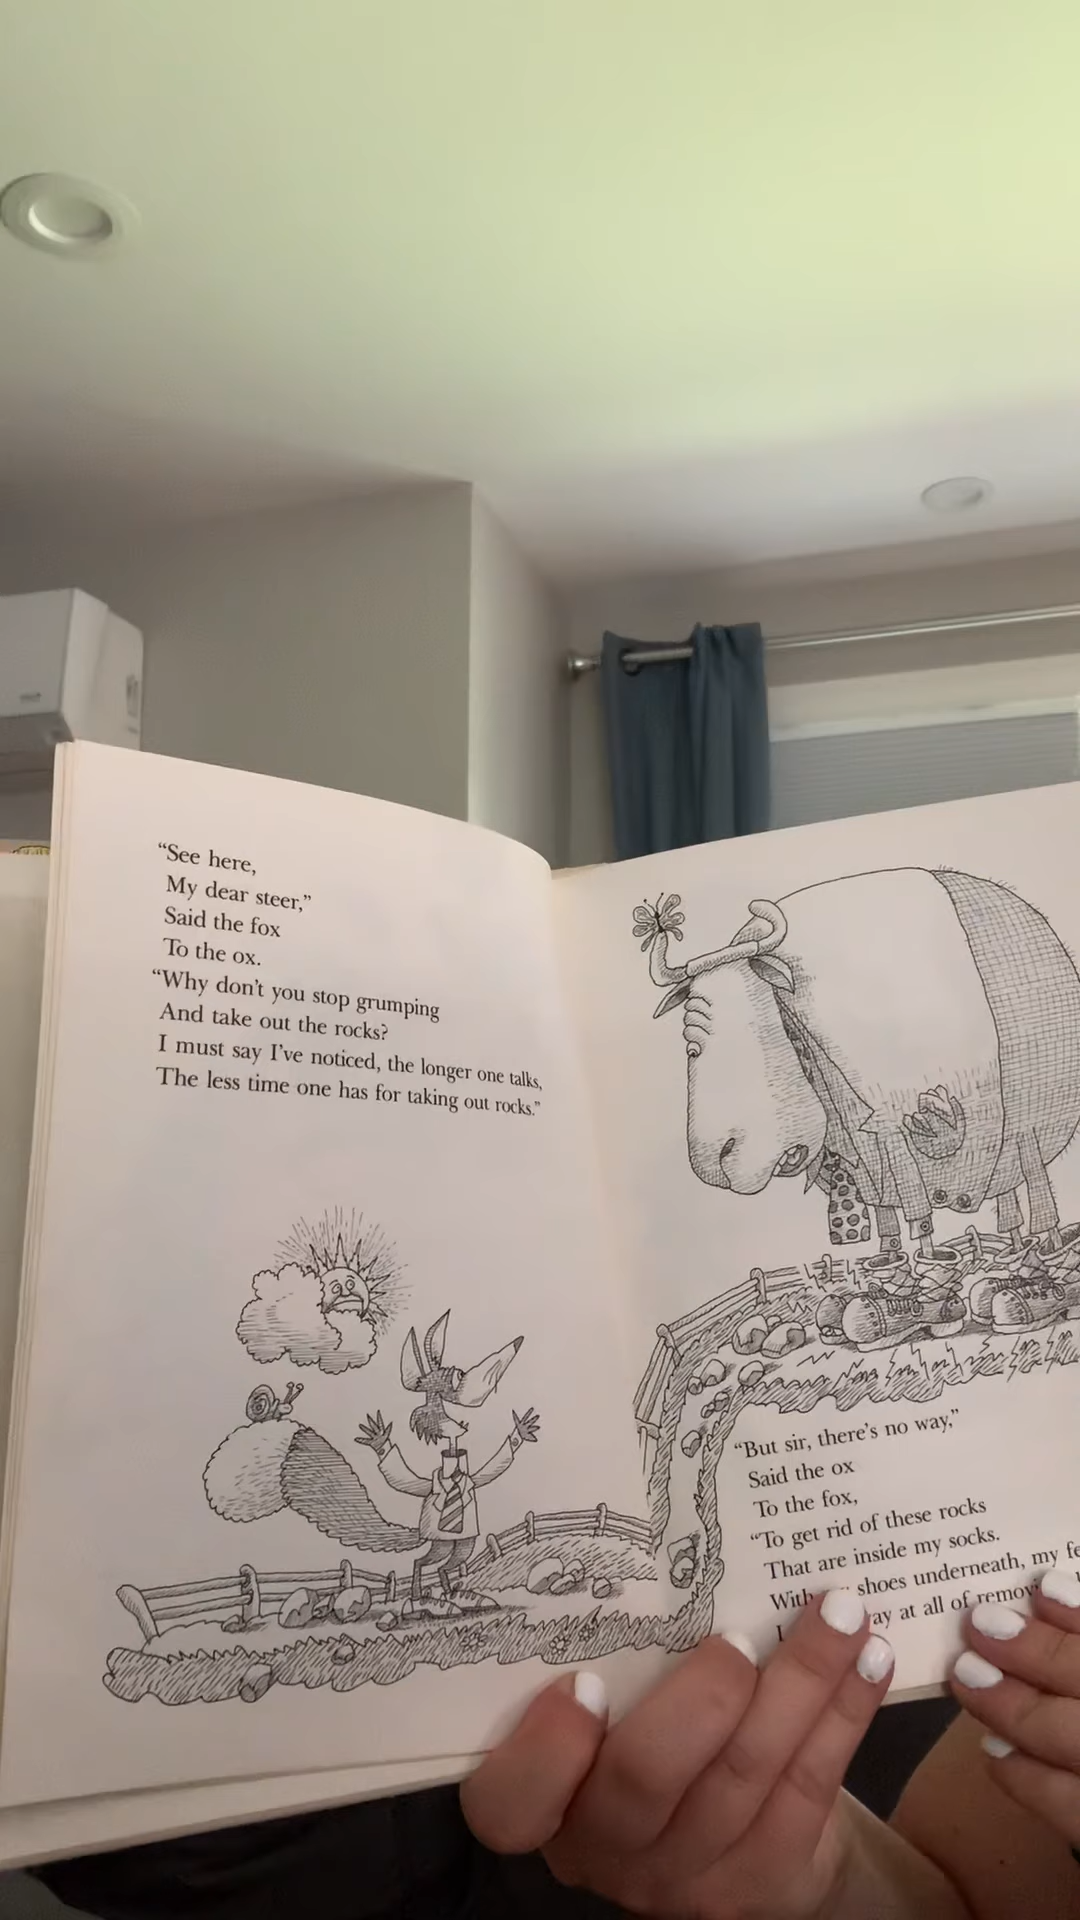 “See here,
My dear steer,”
Said the fox
To the ox.
“Why don’t you stop grumping
And take out the rocks?
I must say I’ve noticed, the longer one talks,
The less time one has for taking out rocks.”
“But sir, there’s no way,”
Said the ox
To the fox,
“To get rid of these rocks
That are inside my socks.
With shoes underneath, my
I at all of